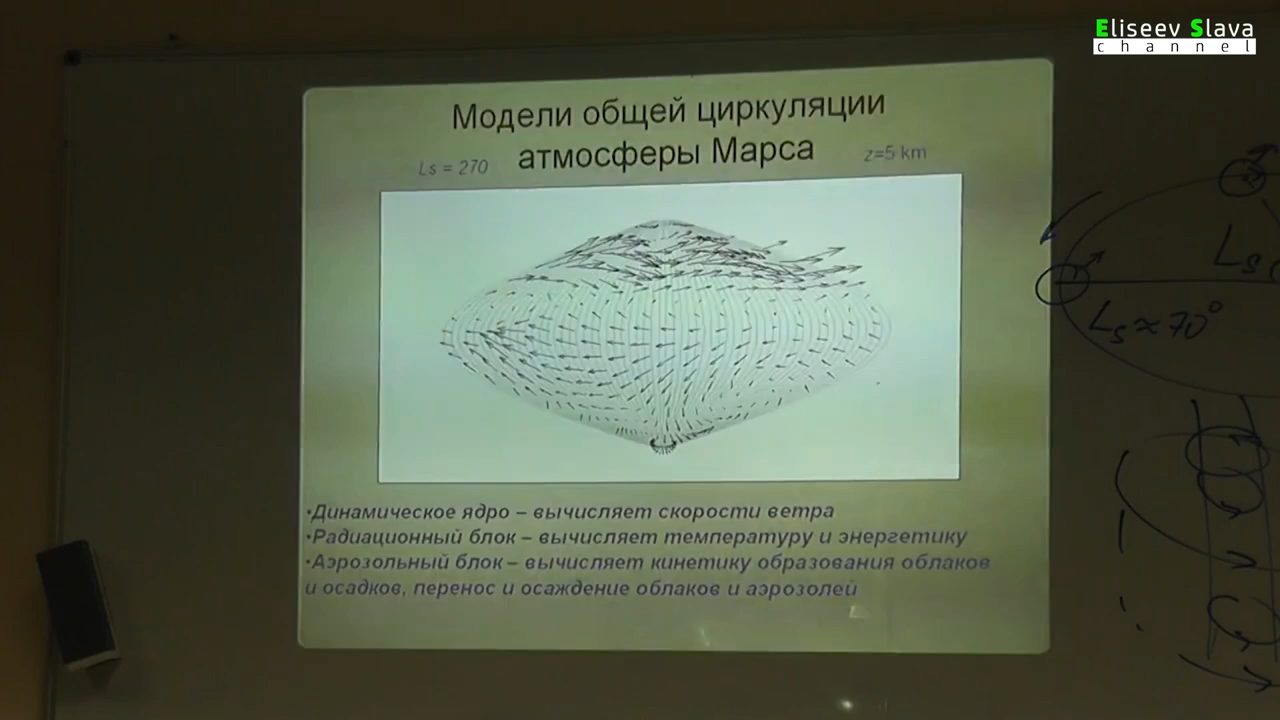 Eliseev Slava
channel
Модели общей циркуляции
атмосферы Марса
Ls = 270
z=5 km
•Динамическое ядро – вычисляет скорости ветра
•Радиационный блок – вычисляет температуру и энергетику
•Аэрозольный блок – вычисляет кинетику образования облаков
и осадков, перенос и осаждение облаков и аэрозолей
Ls
Ls ≈ 70°